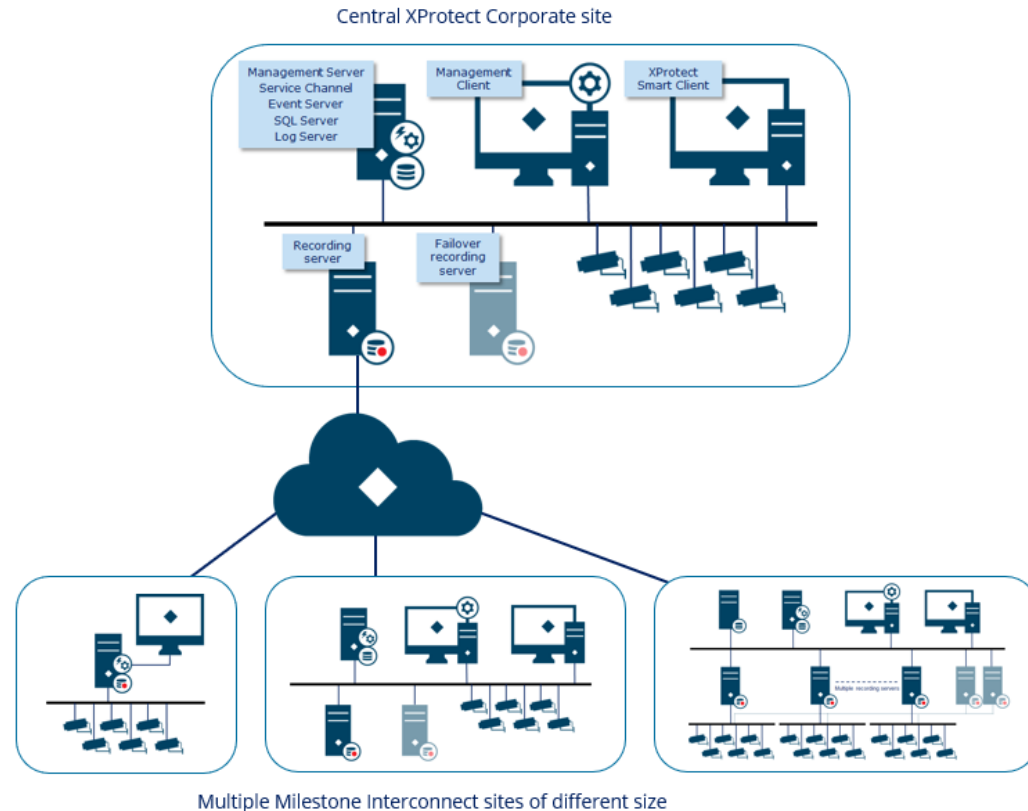 Central XProtect Corporate site
Management Server
Service Channel
Event Server
SQL Server
Log Server
Management
Client
XProtect
Smart Client
Recording
server
Failover
recording
server
Multiple recording servers
Multiple Milestone Interconnect sites of different size